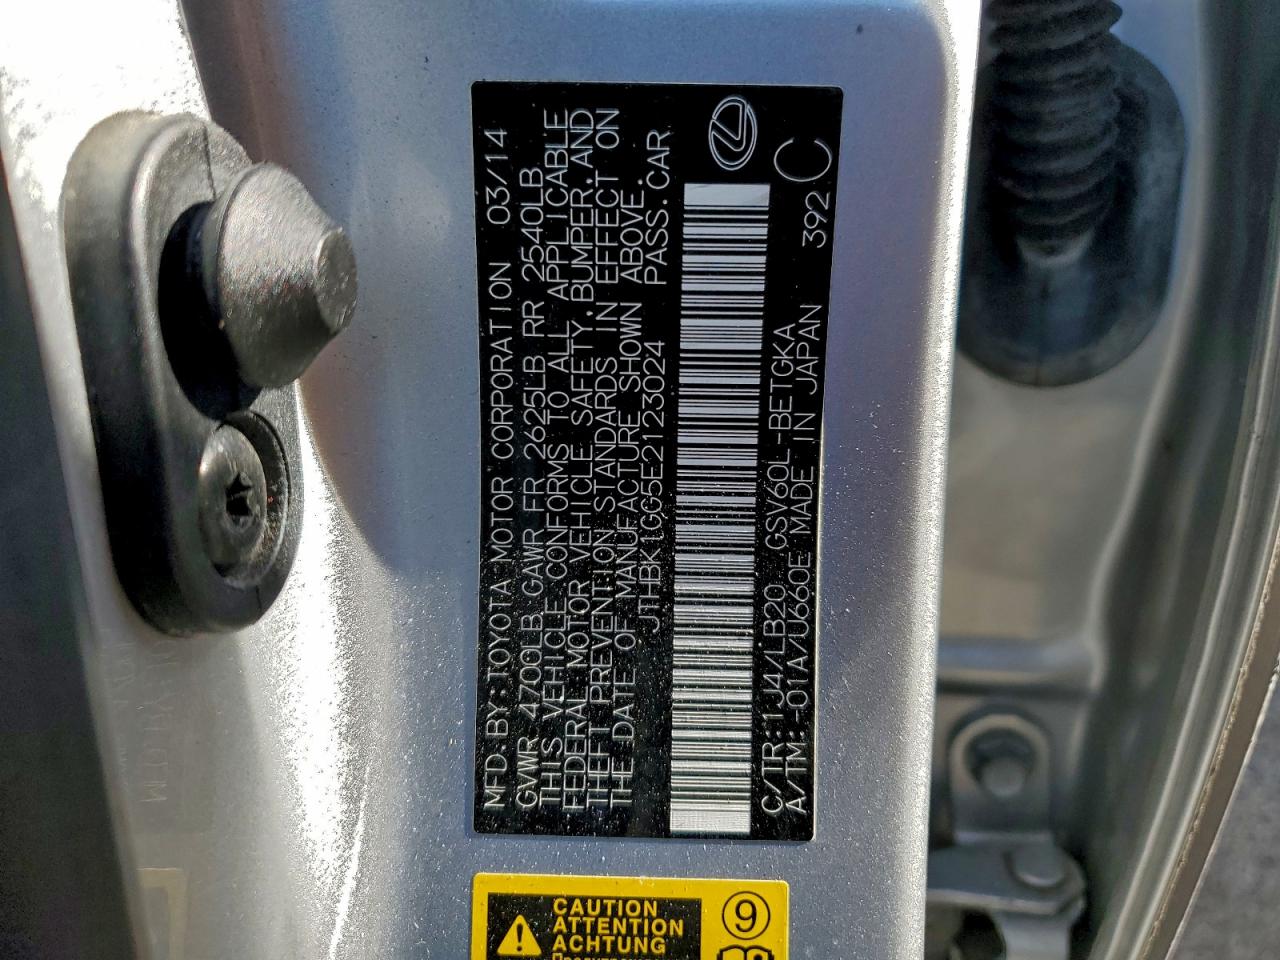 MFD.BY:TOYOTA MOTOR CORPORATION 03/14
GVWR 4700LB GAWR FR 2625LB RR 2540LB
THIS VEHICLE CONFORMS TO ALL APPLICABLE
FEDERAL MOTOR VEHICLE SAFETY,BUMPER,AND
THEFT PREVENTION STANDARDS IN EFFECT ON
THE DATE OF MANUFACTURE SHOWN ABOVE.
JTHBK1GG5E2123024 PASS.CAR
C/TR:1J4/LB20 GSV60L-BETGKA
A/TM:-01A/U660E MADE IN JAPAN 392 C
CAUTION
ATTENTION
ACHTUNG
9